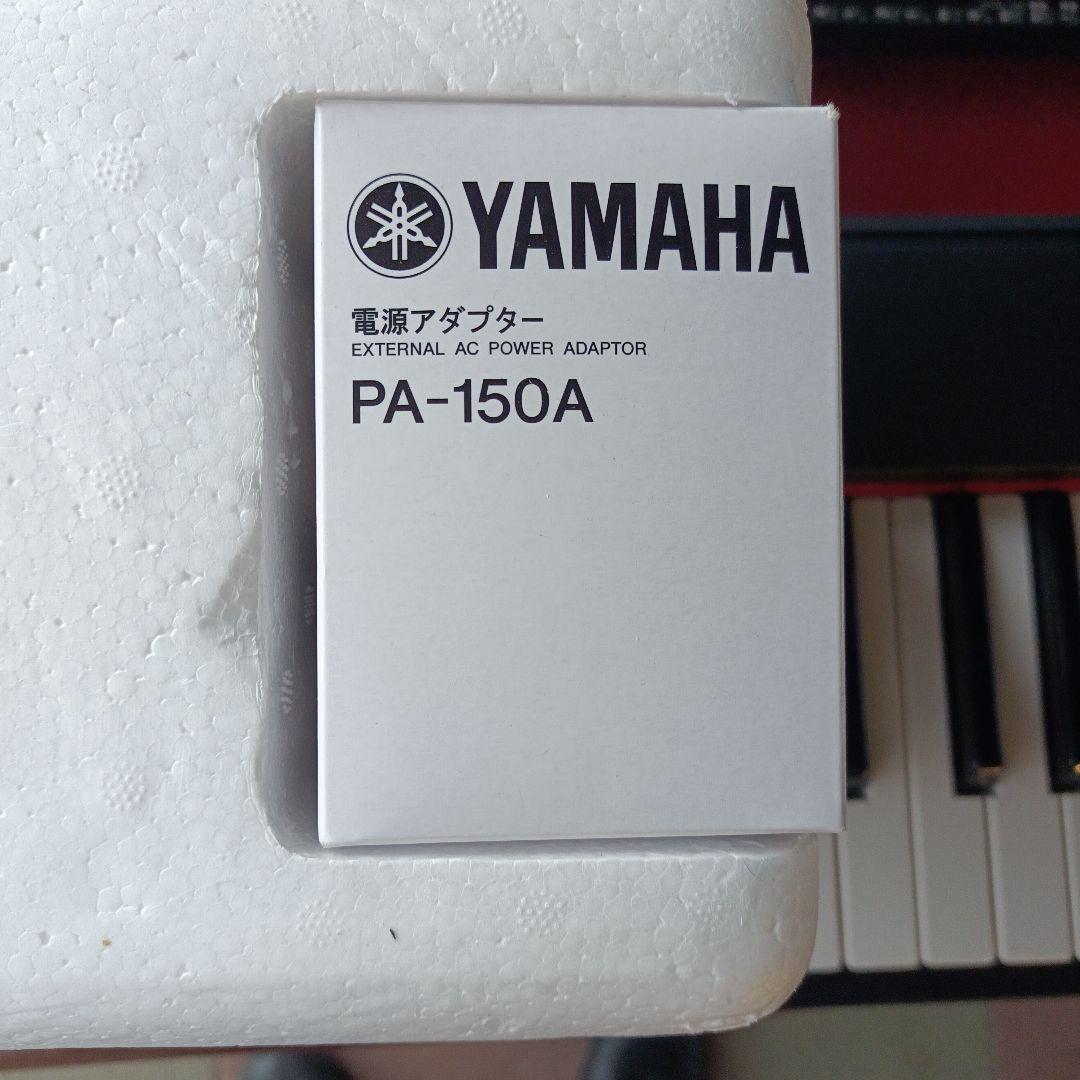 YAMAHA
電源アダプター
EXTERNAL AC POWER ADAPTOR
PA-150A